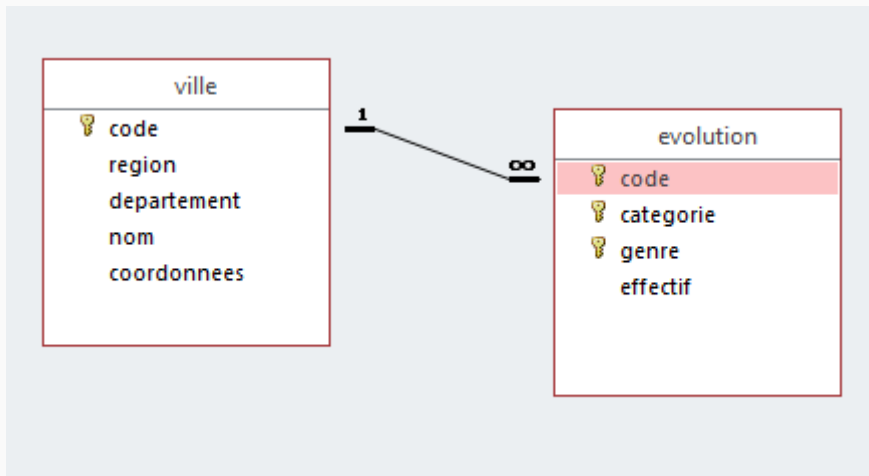 ville
code
region
departement
nom
coordonnees
1
∞
evolution
code
categorie
genre
effectif